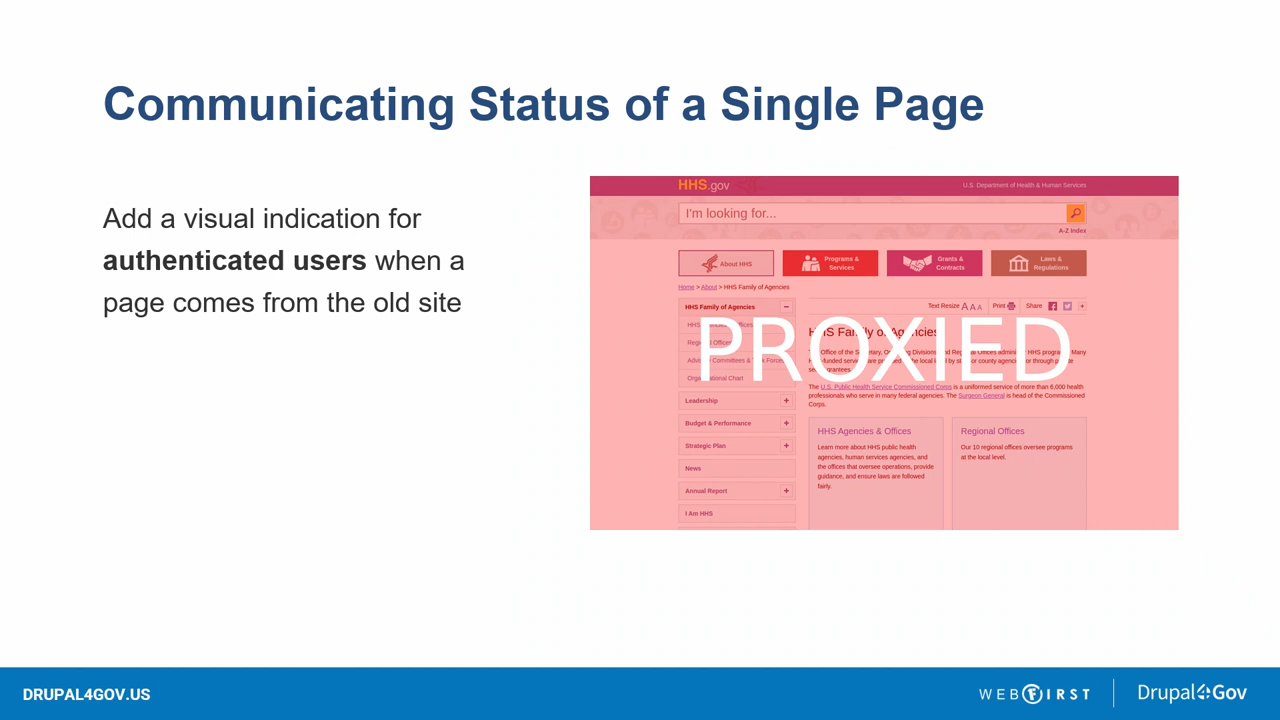 Communicating Status of a Single Page
Add a visual indication for
authenticated users when a
page comes from the old site
HHS.gov
U.S. Department of Health & Human Services
I'm looking for...
A-Z Index
About HHS
Programs &
Services
Grants &
Contracts
Laws &
Regulations
Home > About > HHS Family of Agencies
HHS Family of Agencies
Organizational Chart
Leadership
Budget & Performance
Strategic Plan
News
Annual Report
I Am HHS
Text Resize A A A
Print
Share
PROXIED
HHS Family of Agencies
The U.S. Public Health Service Commissioned Corps is a uniformed service of more than 6,000 health
professionals who serve in many federal agencies. The Surgeon General is head of the Commissioned
Corps.
HHS Agencies & Offices
Learn more about HHS public health
agencies, human services agencies, and
the offices that oversee operations, provide
guidance, and ensure laws are followed
fairly.
Regional Offices
Our 10 regional offices oversee programs
at the local level.
DRUPAL4GOV.US
WEBFIRST
Drupal4Gov